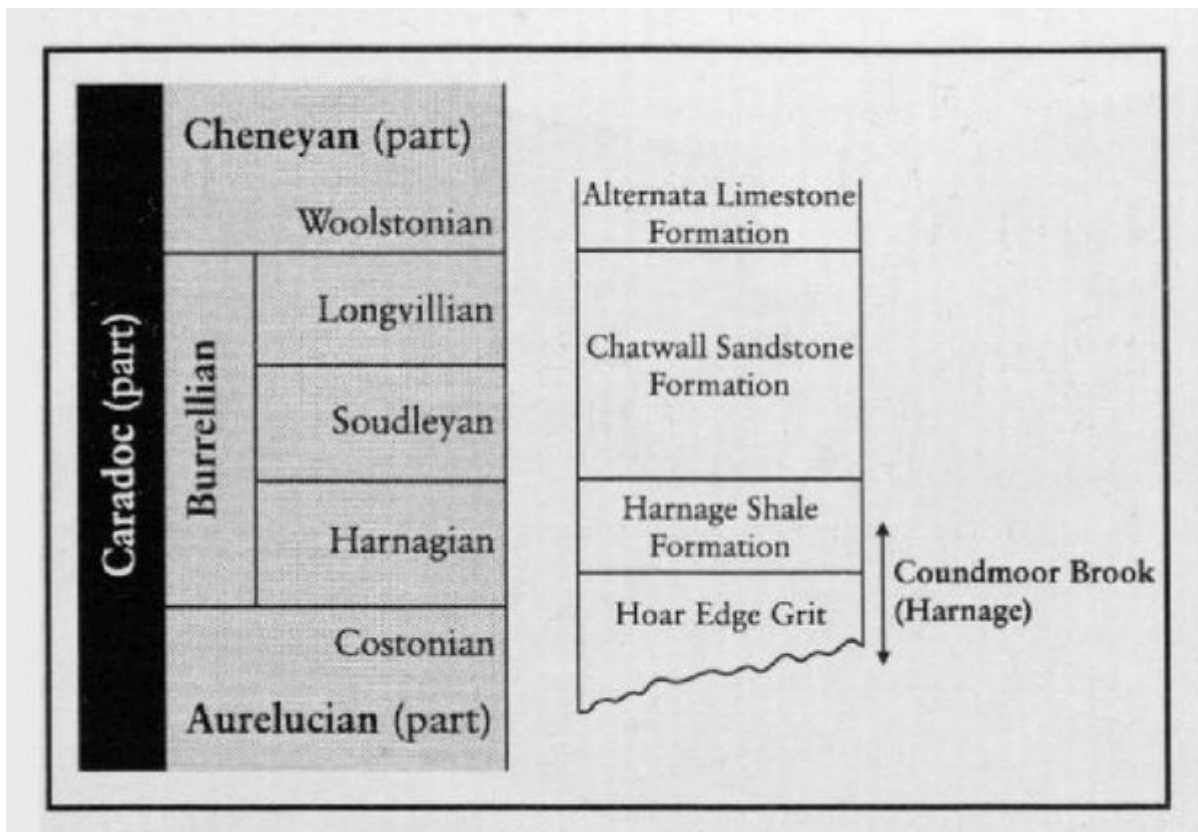 Caradoc (part)
Cheneyan (part)
Woolstonian
Burrellian
Longvillian
Soudleyan
Harnagian
Costonian
Aurelucian (part)
Alternata Limestone
Formation
Chatwall Sandstone
Formation
Harnage Shale
Formation
Hoar Edge Grit
Coundmoor Brook
(Harnage)